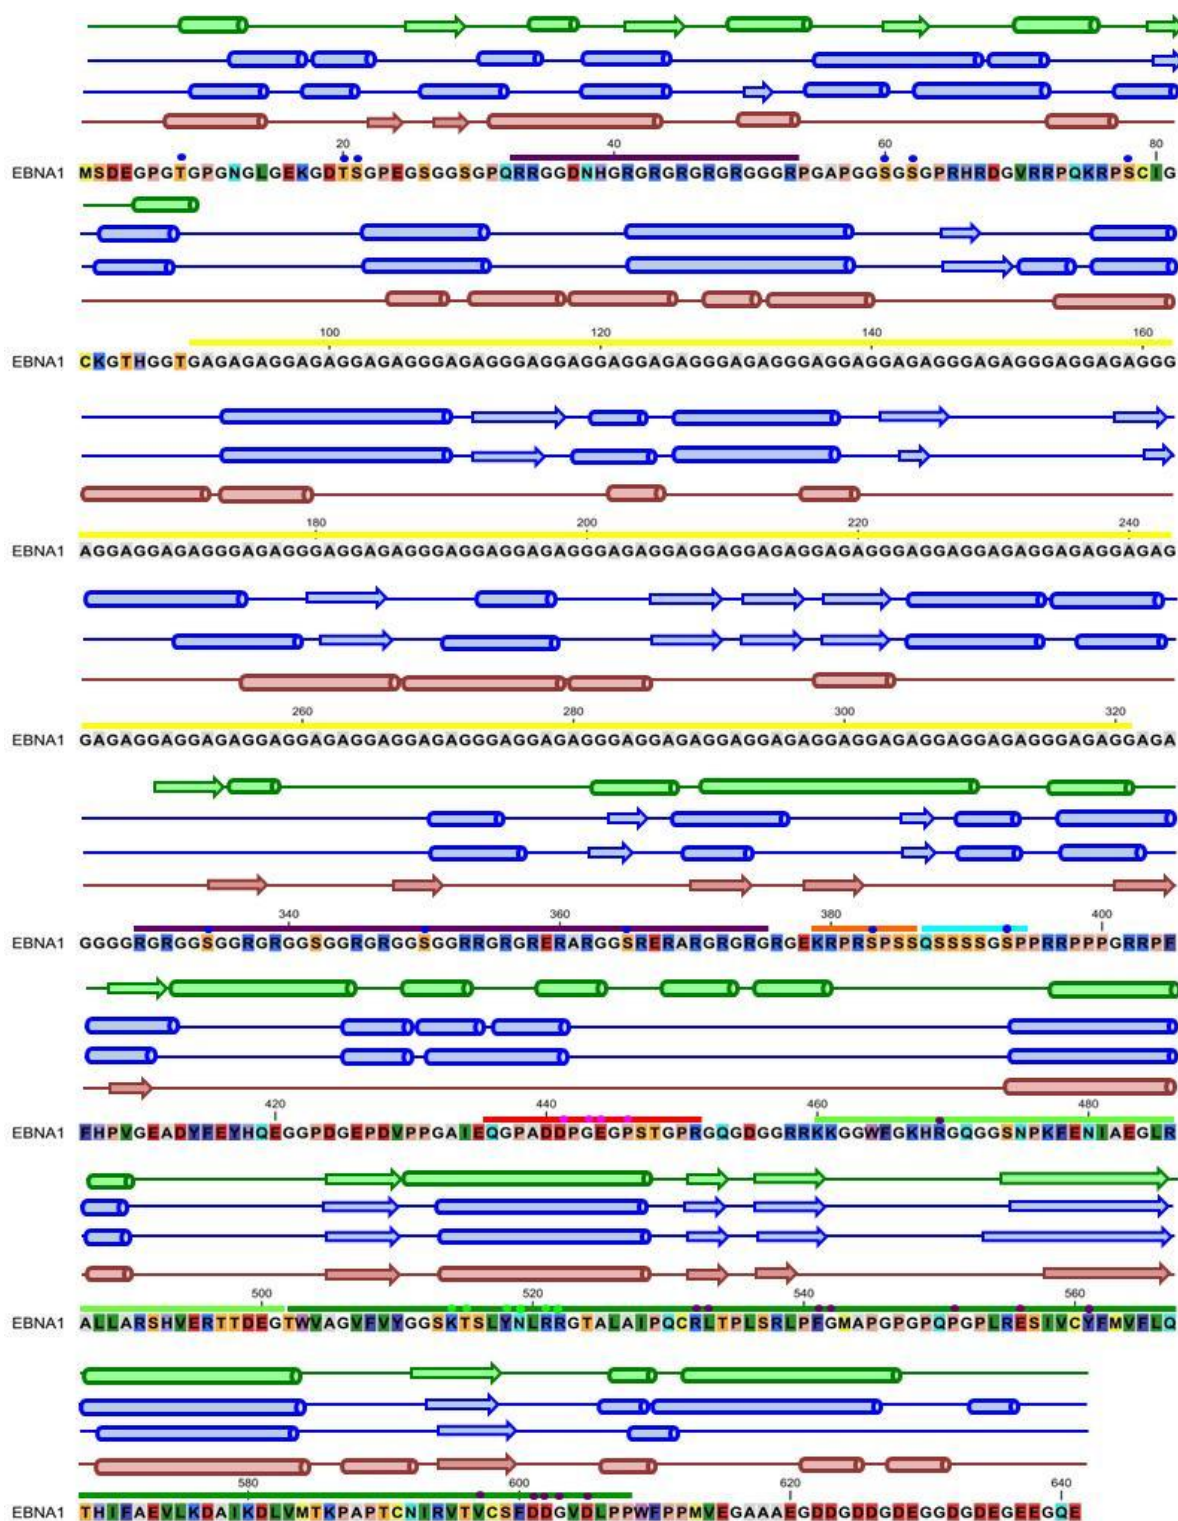 20 40 60 80
EBNA1 MSDEGPGTGPGNGLGEKGDTSGPEGSGGSGPQRRGGDNHGRGRGRGRGRGGGRPGAPGGSGSGPRHRDGVRRPQKRPSCIG
100 120 140 160
EBNA1 CKGTHGGTGAGAGAGGAGAGGAGAGGGAGAGGGAGGAGGAGGAGAGGGAGAGGGAGGAGGAGAGGGAGAGGGAGGAGAGGG
180 200 220 240
EBNA1 AGGAGGAGAGGGAGAGGGAGGAGAGGGAGGAGGAGAGGGAGAGGAGGAGGAGAGGAGAGGGAGGAGGAGAGGAGAGGAGAG
260 280 300 320
EBNA1 GAGAGGAGGAGAGGAGGAGAGGAGAGGAGAGGGAGGAGAGGGAGGAGAGGAGGAGAGGAGGAGAGGAGGAGAGGGAGAGGAGA
340 360 380 400
EBNA1 GGGGRGRGGSGGRGRGGSGGRGRGGSGGRRGRGRERARGGSRERARGRGRGRGEKRPRSPSSQSSSSGSPPRRPPPGRRPF
420 440 460 480
EBNA1 FHPVGEADYFEYHQEGGPDGEPDVPPGAIEQGPADDPGEGPSTGPRGQGDGGRRKKGGWFGKHRGQGGSNPKFENIAEGLR
500 520 540 560
EBNA1 ALLARSHVERTTDEGTWVAGVFVYGGSKTSLYNLRRGTALAIPQCRLTPLSRLPFGMAPGPGPQPGPLRESIVCYFMVFLQ
580 600 620 640
EBNA1 THIFAEVLKDAIKDLVMTKPAPTCNIRVTVCSFDDGVDLPPWFPPMVEGAAAEGDDGDDGDEGGDGDEGEEGQE